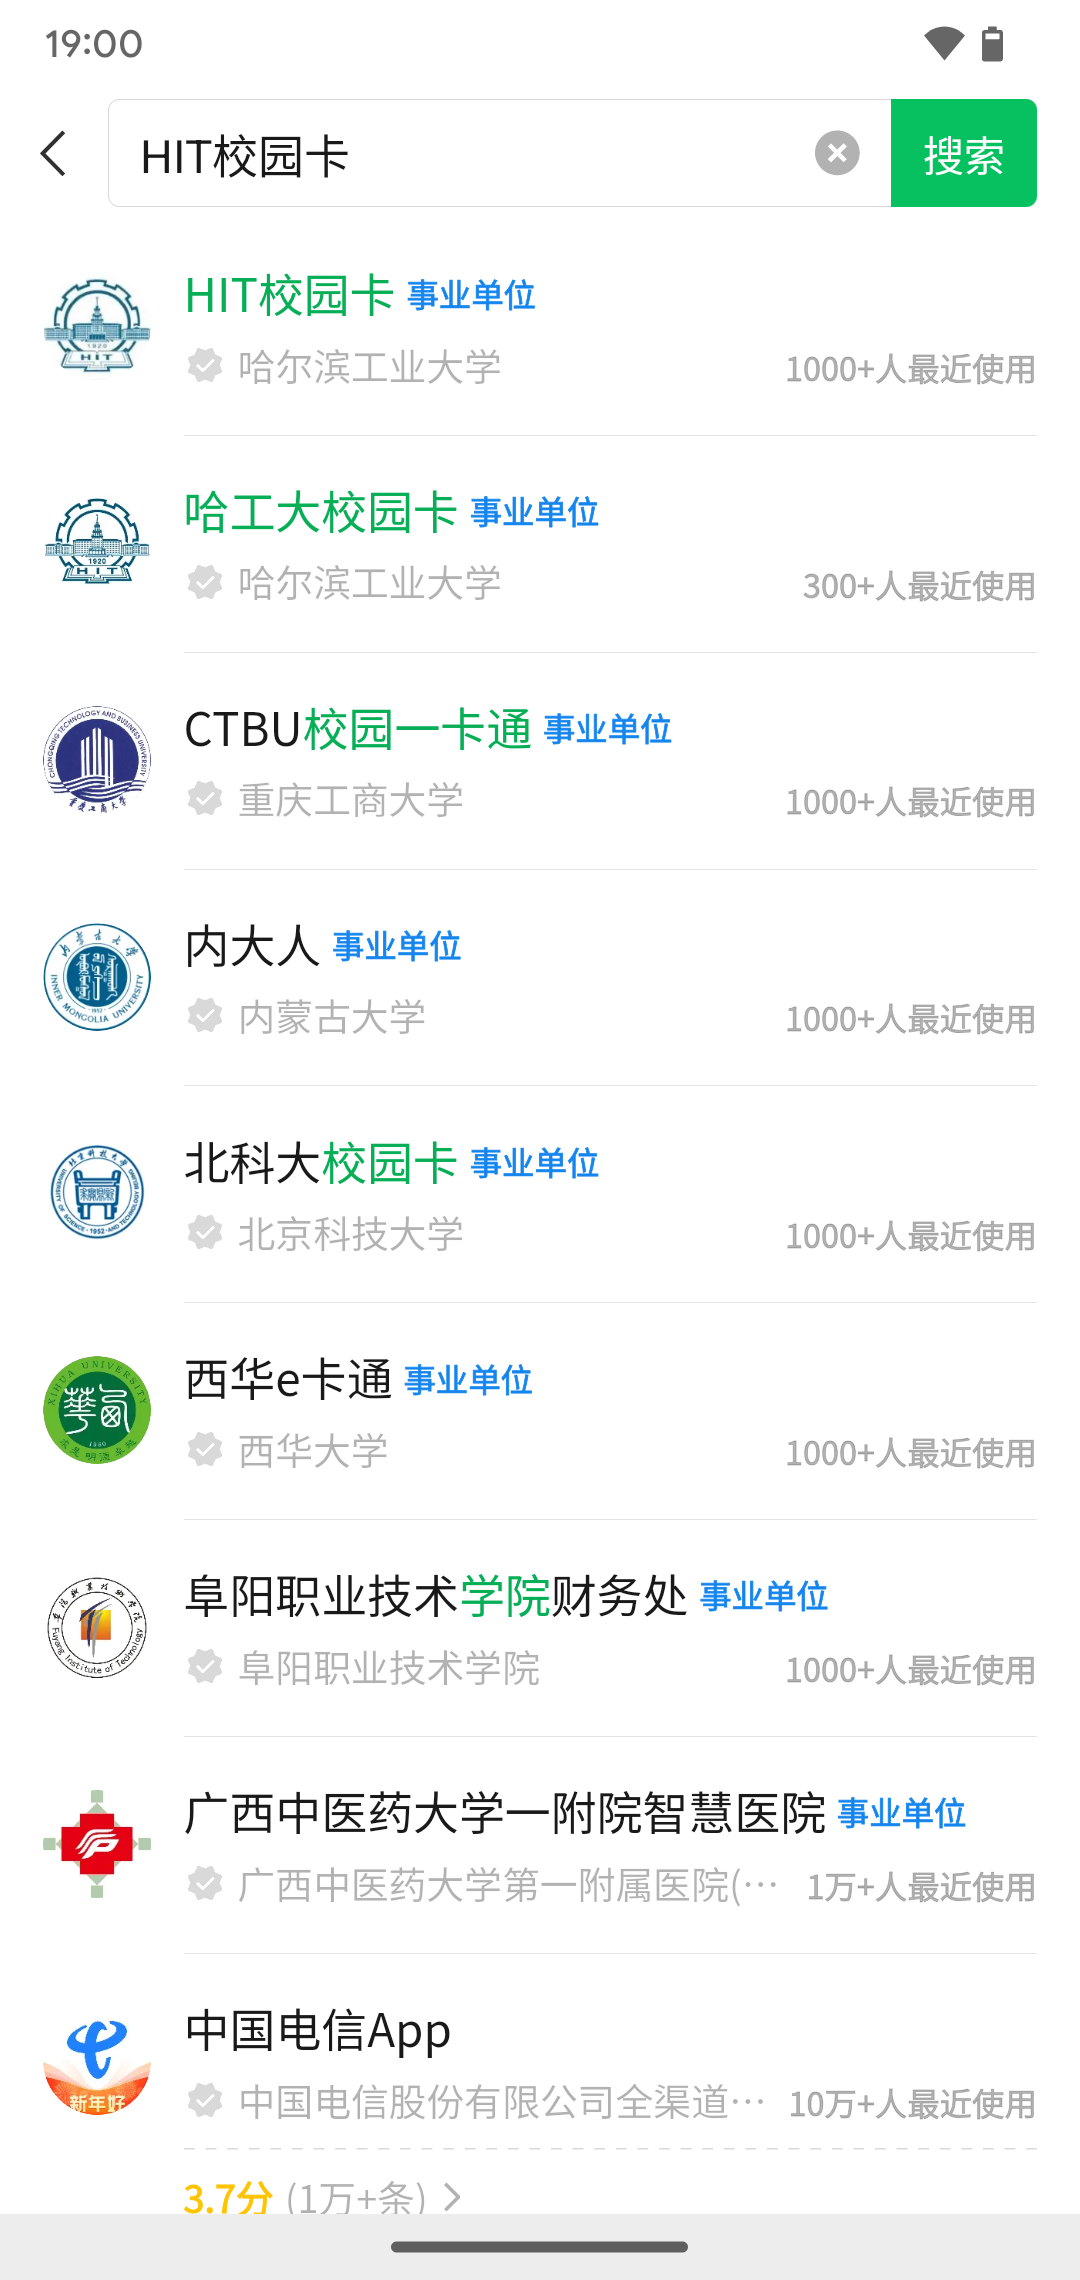 19:00
HIT校园卡
搜索
HIT校园卡 事业单位
哈尔滨工业大学 1000+人最近使用
哈工大校园卡 事业单位
哈尔滨工业大学 300+人最近使用
CTBU校园一卡通 事业单位
重庆工商大学 1000+人最近使用
内大人 事业单位
内蒙古大学 1000+人最近使用
北科大校园卡 事业单位
北京科技大学 1000+人最近使用
西华e卡通 事业单位
西华大学 1000+人最近使用
阜阳职业技术学院财务处 事业单位
阜阳职业技术学院 1000+人最近使用
广西中医药大学一附院智慧医院 事业单位
广西中医药大学第一附属医院(… 1万+人最近使用
中国电信App
新年好
中国电信股份有限公司全渠道… 10万+人最近使用
3.7分 (1万+条)